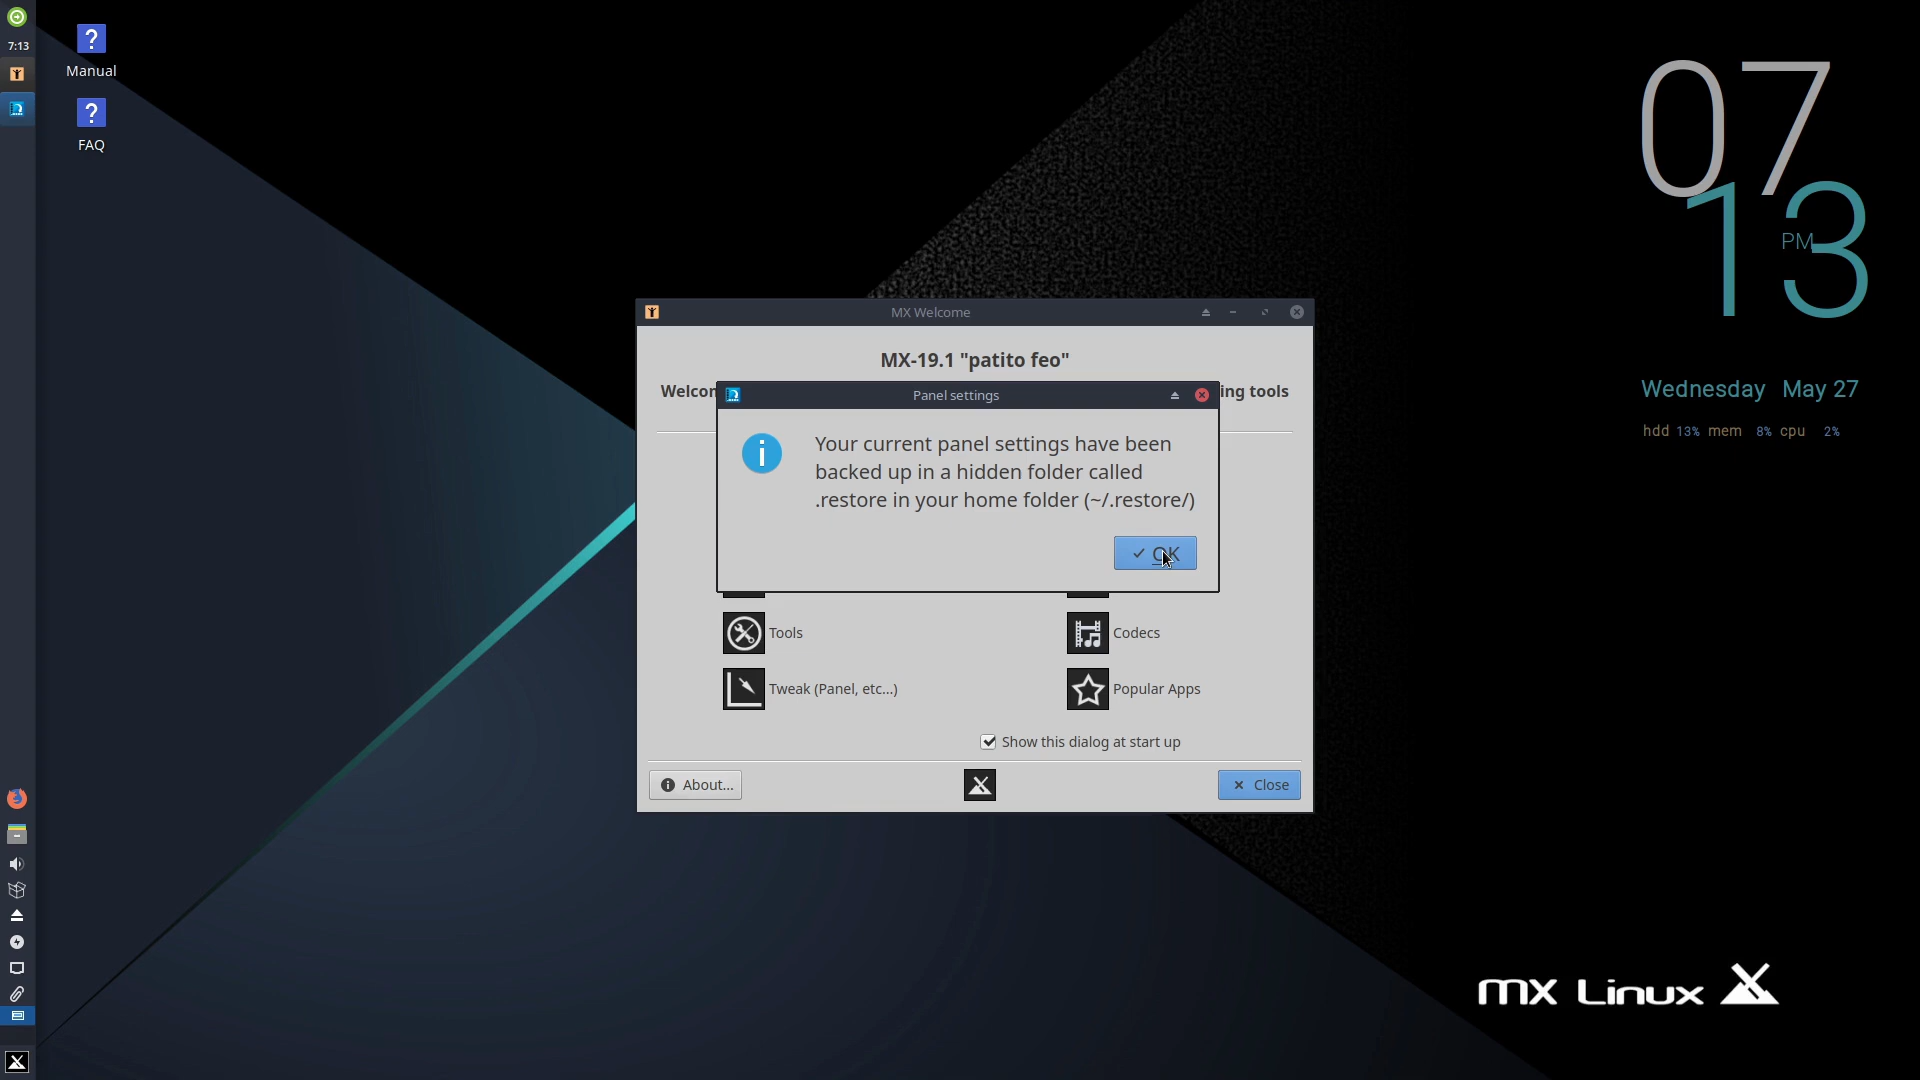 7:13
Manual
FAQ
07
13
PM
Wednesday May 27
hdd 13% mem 8% cpu 2%
MX Welcome
MX-19.1 "patito feo"
Welcom
ing tools
Panel settings
Your current panel settings have been
backed up in a hidden folder called
.restore in your home folder (~/.restore/)
OK
Tools
Codecs
Tweak (Panel, etc...)
Popular Apps
Show this dialog at start up
About...
Close
mx Linux